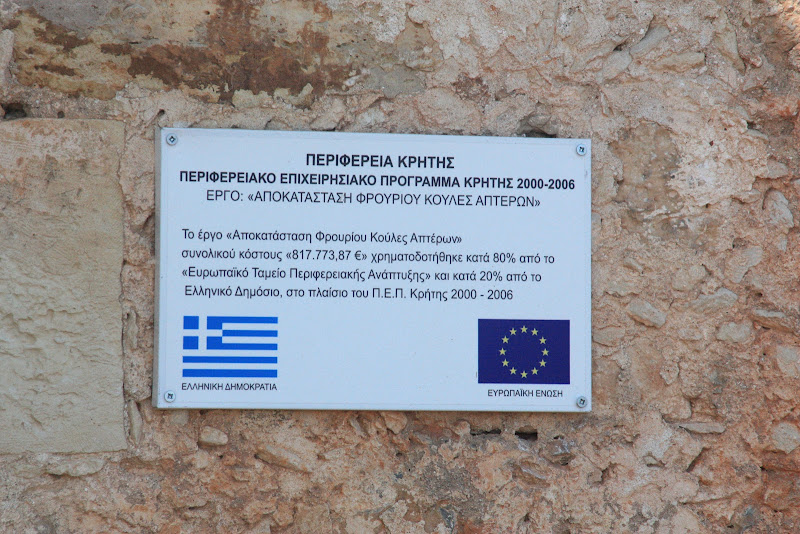 ΠΕΡΙΦΕΡΕΙΑ ΚΡΗΤΗΣ
ΠΕΡΙΦΕΡΕΙΑΚΟ ΕΠΙΧΕΙΡΗΣΙΑΚΟ ΠΡΟΓΡΑΜΜΑ ΚΡΗΤΗΣ 2000-2006
ΕΡΓΟ: «ΑΠΟΚΑΤΑΣΤΑΣΗ ΦΡΟΥΡΙΟΥ ΚΟΥΛΕΣ ΑΠΤΕΡΩΝ»
Το έργο «Αποκατάσταση Φρουρίου Κούλες Απτέρων»
συνολικού κόστους «817.773,87 €» χρηματοδοτήθηκε κατά 80% από το
«Ευρωπαϊκό Ταμείο Περιφερειακής Ανάπτυξης» και κατά 20% από το
Ελληνικό Δημόσιο, στο πλαίσιο του Π.Ε.Π. Κρήτης 2000 - 2006
ΕΛΛΗΝΙΚΗ ΔΗΜΟΚΡΑΤΙΑ
ΕΥΡΩΠΑΪΚΗ ΕΝΩΣΗ